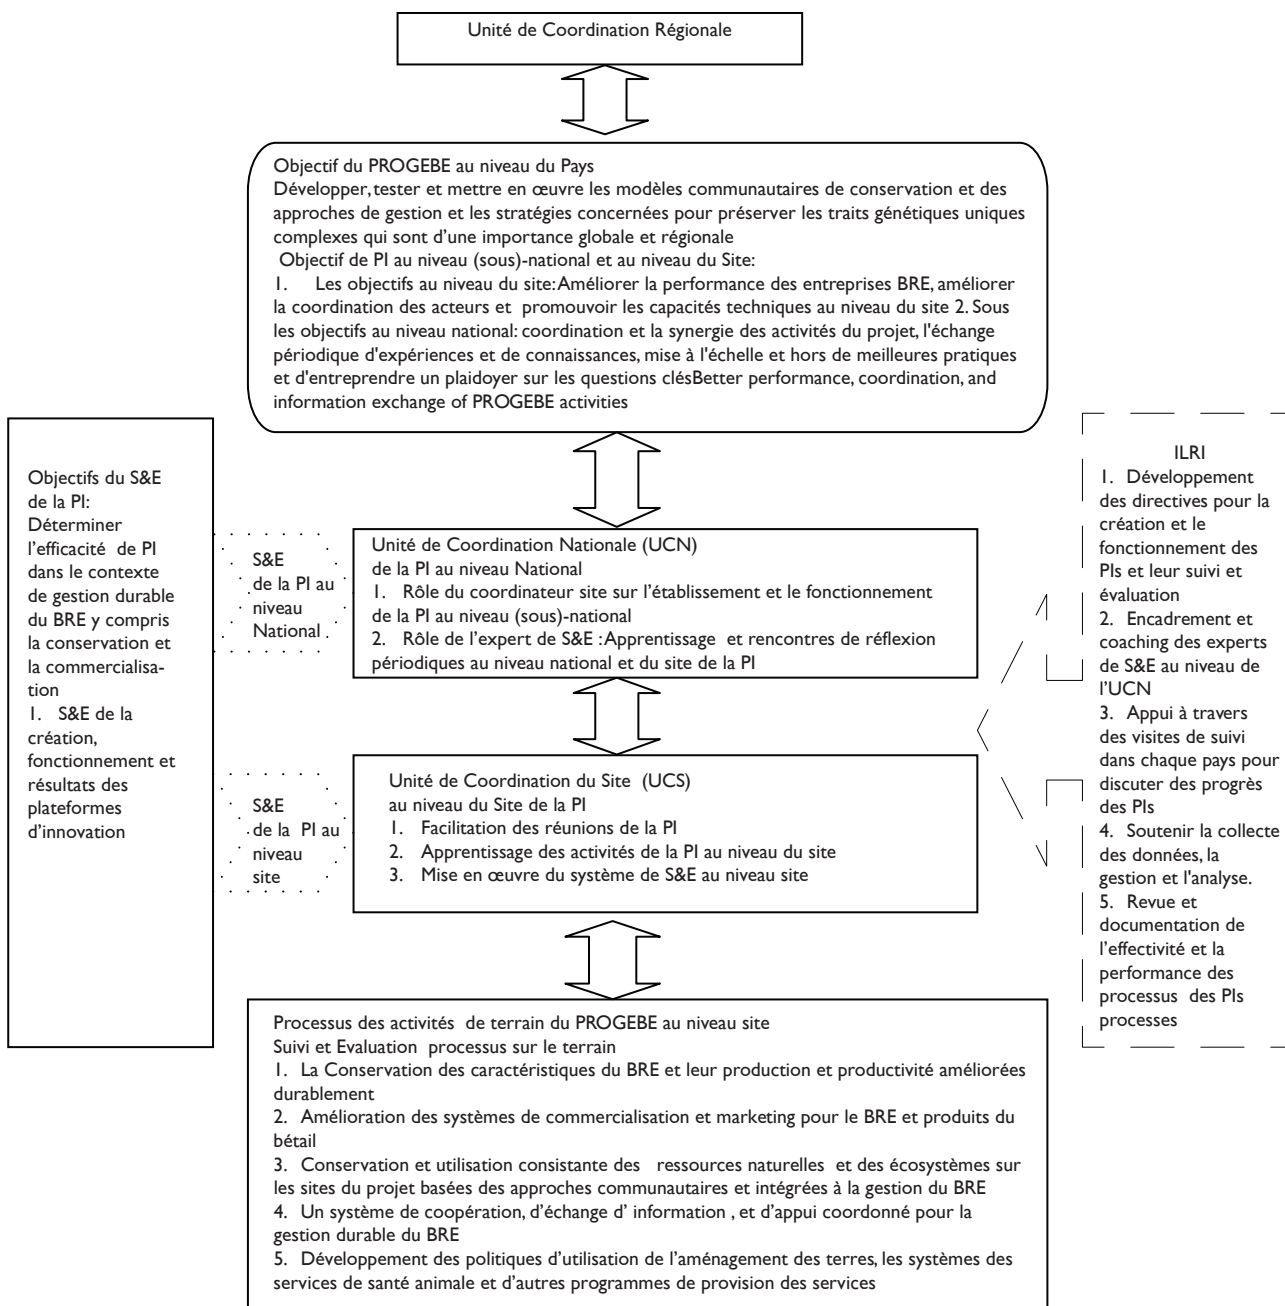 Unité de Coordination Régionale
Objectif du PROGEBE au niveau du Pays
Développer, tester et mettre en œuvre les modèles communautaires de conservation et des
approches de gestion et les stratégies concernées pour préserver les traits génétiques uniques
complexes qui sont d’une importance globale et régionale
Objectif de PI au niveau (sous)-national et au niveau du Site:
1. Les objectifs au niveau du site: Améliorer la performance des entreprises BRE, améliorer
la coordination des acteurs et promouvoir les capacités techniques au niveau du site 2. Sous
les objectifs au niveau national: coordination et la synergie des activités du projet, l'échange
périodique d'expériences et de connaissances, mise à l'échelle et hors de meilleures pratiques
et d'entreprendre un plaidoyer sur les questions clésBetter performance, coordination, and
information exchange of PROGEBE activities
Objectifs du S&E
de la PI:
Déterminer
l’efficacité de PI
dans le contexte
de gestion durable
du BRE y compris
la conservation et
la commercialisa-
tion
1. S&E de la
création,
fonctionnement et
résultats des
plateformes
d’innovation
S&E
de la PI au
niveau
National
Unité de Coordination Nationale (UCN)
de la PI au niveau National
1. Rôle du coordinateur site sur l’établissement et le fonctionnement
de la PI au niveau (sous)-national
2. Rôle de l’expert de S&E : Apprentissage et rencontres de réflexion
périodiques au niveau national et du site de la PI
S&E
de la PI au
niveau
site
Unité de Coordination du Site (UCS)
au niveau du Site de la PI
1. Facilitation des réunions de la PI
2. Apprentissage des activités de la PI au niveau du site
3. Mise en œuvre du système de S&E au niveau site
ILRI
1. Développement
des directives pour la
création et le
fonctionnement des
PIs et leur suivi et
évaluation
2. Encadrement et
coaching des experts
de S&E au niveau de
l’UCN
3. Appui à travers
des visites de suivi
dans chaque pays pour
discuter des progrès
des PIs
4. Soutenir la collecte
des données, la
gestion et l'analyse.
5. Revue et
documentation de
l’effectivité et la
performance des
processus des PIs
processes
Processus des activités de terrain du PROGEBE au niveau site
Suivi et Evaluation processus sur le terrain
1. La Conservation des caractéristiques du BRE et leur production et productivité améliorées
durablement
2. Amélioration des systèmes de commercialisation et marketing pour le BRE et produits du
bétail
3. Conservation et utilisation consistante des ressources naturelles et des écosystèmes sur
les sites du projet basées des approches communautaires et intégrées à la gestion du BRE
4. Un système de coopération, d’échange d’ information , et d’appui coordonné pour la
gestion durable du BRE
5. Développement des politiques d’utilisation de l’aménagement des terres, les systèmes des
services de santé animale et d’autres programmes de provision des services